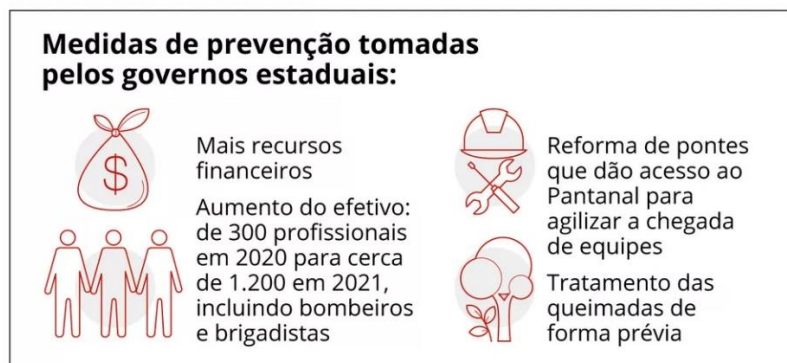 Medidas de prevenção tomadas
pelos governos estaduais:
$
Mais recursos
financeiros
Aumento do efetivo:
de 300 profissionais
em 2020 para cerca
de 1.200 em 2021,
incluindo bombeiros
e brigadistas
Reforma de pontes
que dão acesso ao
Pantanal para
agilizar a chegada
de equipes
Tratamento das
queimadas de
forma prévia